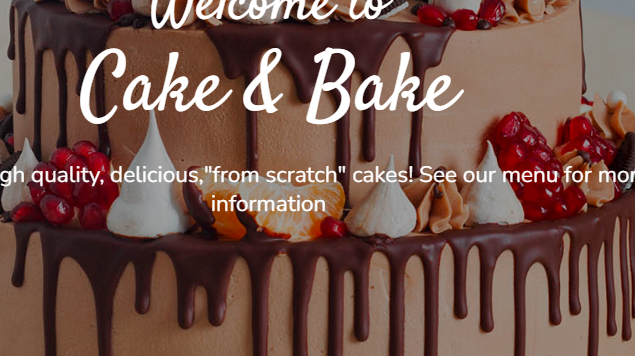 Welcome to
Cake & Bake
gh quality, delicious,"from scratch" cakes! See our menu for mor
information